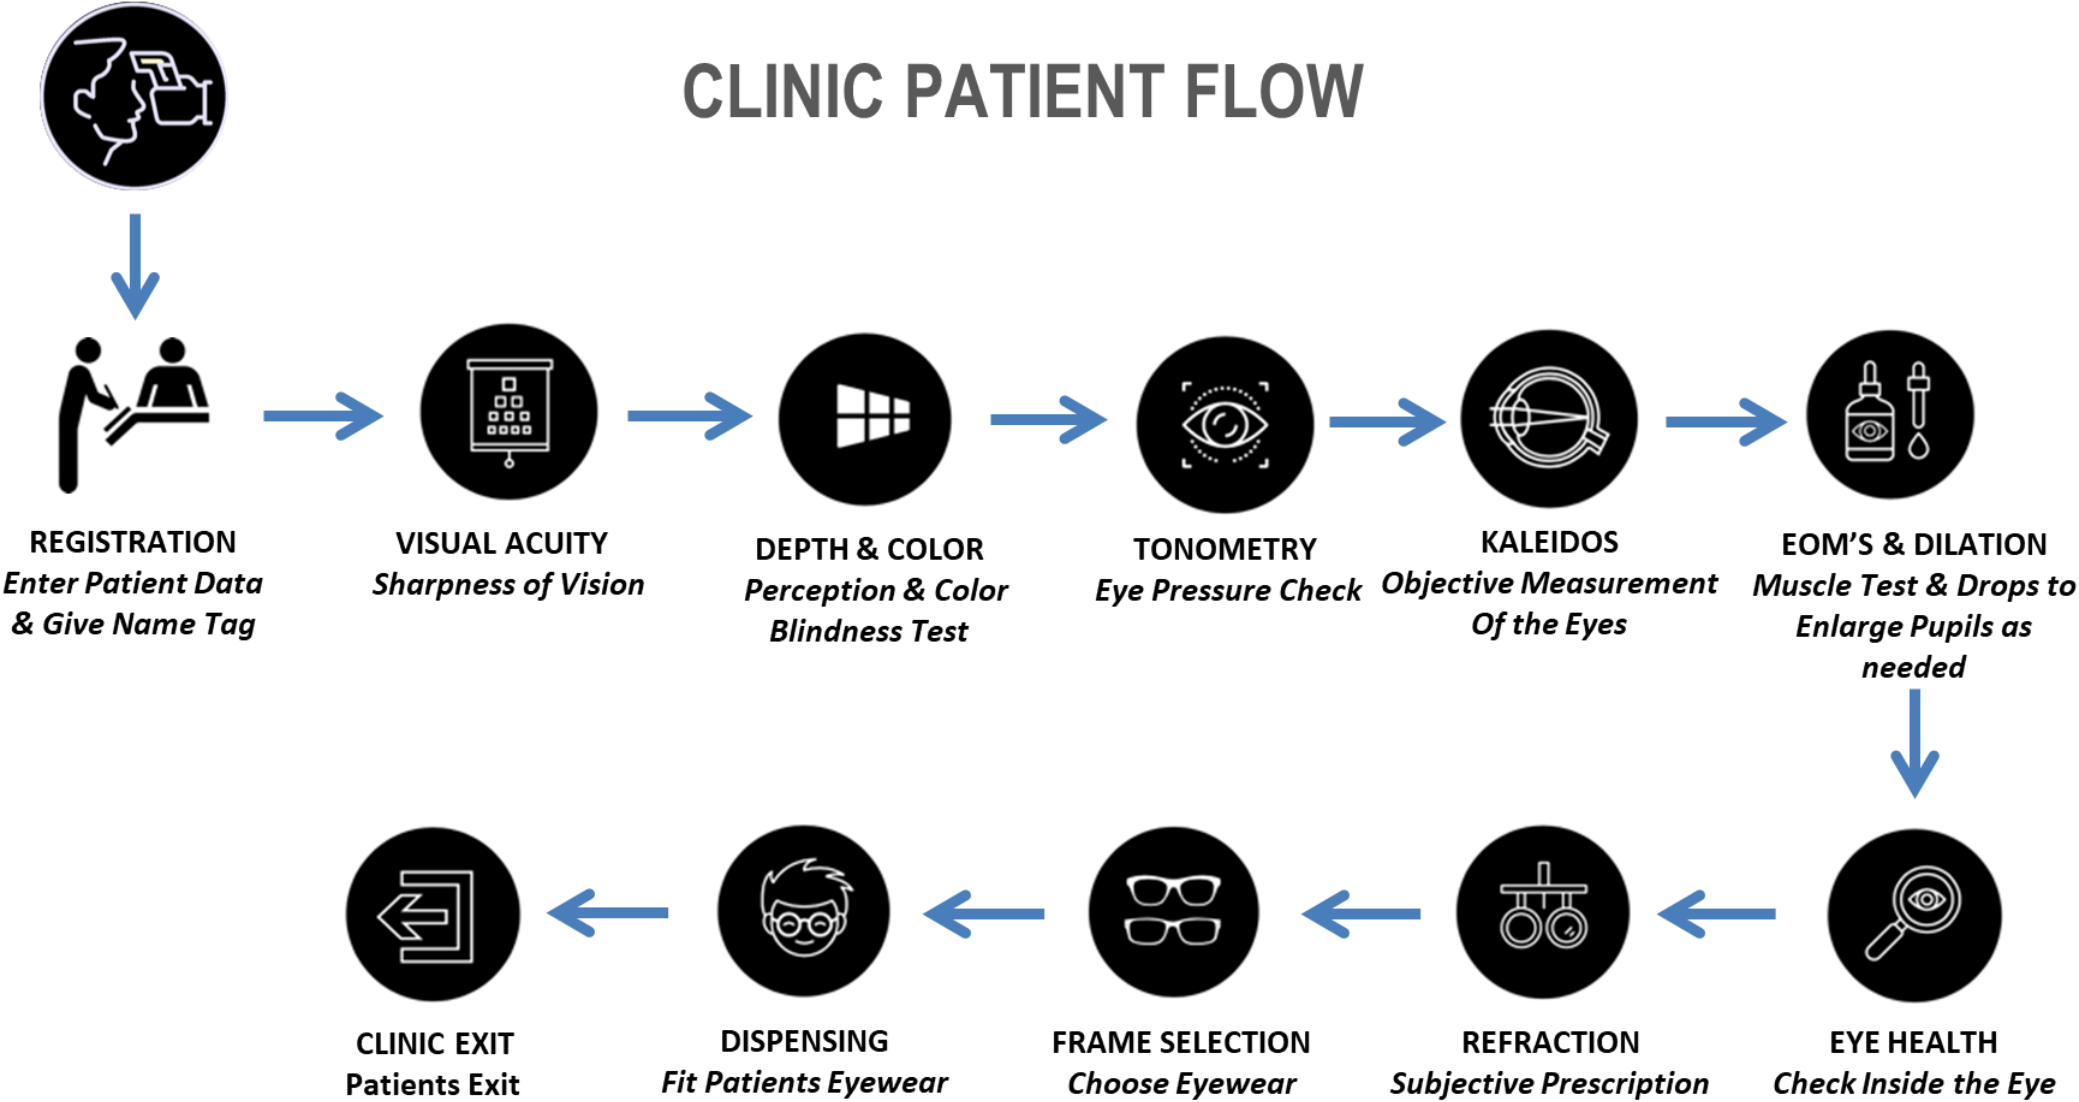 CLINIC PATIENT FLOW
REGISTRATION
Enter Patient Data
& Give Name Tag
VISUAL ACUITY
Sharpness of Vision
DEPTH & COLOR
Perception & Color
Blindness Test
TONOMETRY
Eye Pressure Check
KALEIDOS
Objective Measurement
Of the Eyes
EOM'S & DILATION
Muscle Test & Drops to
Enlarge Pupils as
needed
EYE HEALTH
Check Inside the Eye
REFRACTION
Subjective Prescription
FRAME SELECTION
Choose Eyewear
DISPENSING
Fit Patients Eyewear
CLINIC EXIT
Patients Exit